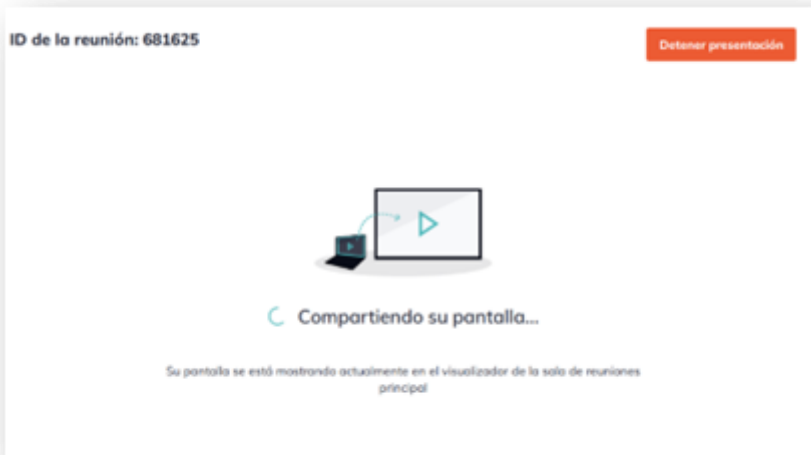 ID de la reunión: 681625
Detener presentación
Compartiendo su pantalla...
Su pantalla se está mostrando actualmente en el visualizador de la sala de reuniones
principal